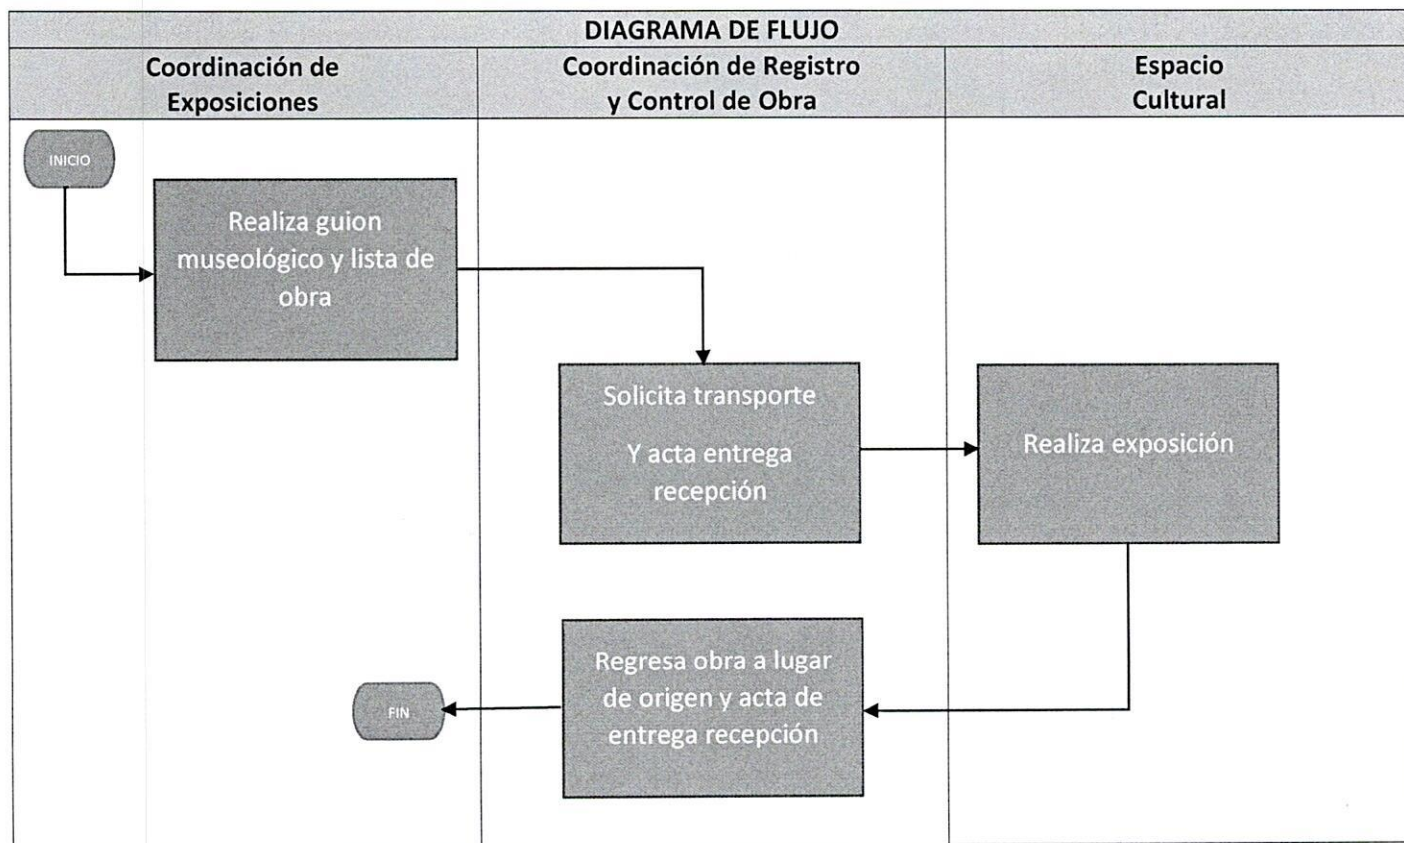 DIAGRAMA DE FLUJO
Coordinación de
Exposiciones
Coordinación de Registro
y Control de Obra
Espacio
Cultural
INICIO
Realiza guion
museológico y lista de
obra
Solicita transporte
Y acta entrega
recepción
Realiza exposición
Regresa obra a lugar
de origen y acta de
entrega recepción
FIN